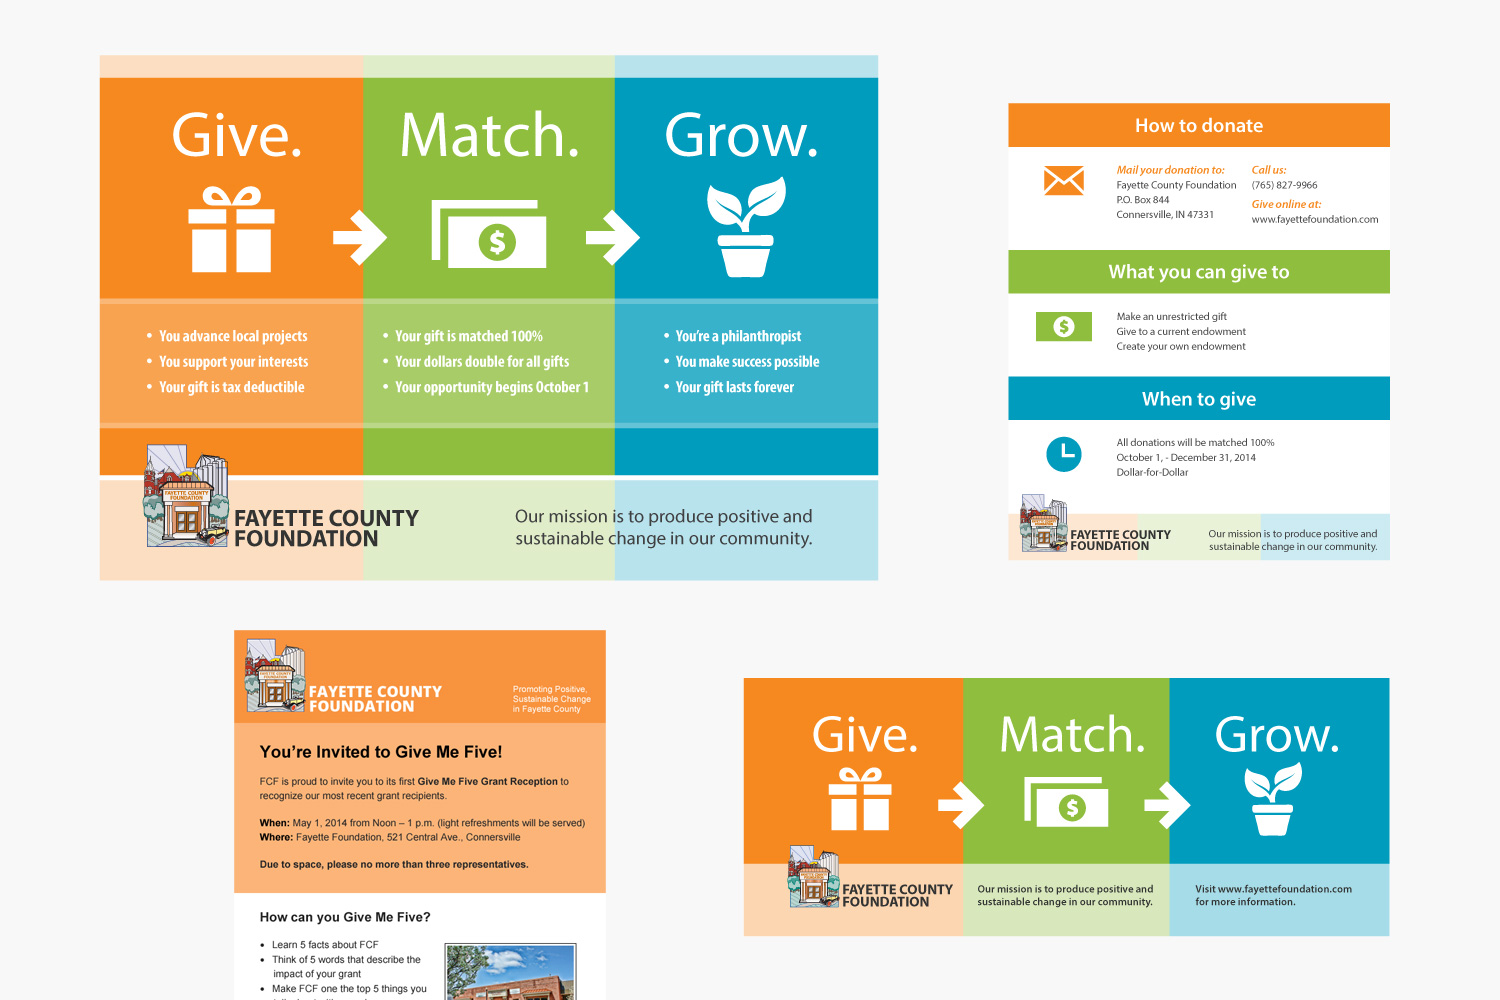 Give.
Match.
Grow.
• You advance local projects
• You support your interests
• Your gift is tax deductible
• Your gift is matched 100%
• Your dollars double for all gifts
• Your opportunity begins October 1
• You're a philanthropist
• You make success possible
• Your gift lasts forever
FAYETTE COUNTY
FOUNDATION
FAYETTE COUNTY
FOUNDATION
Our mission is to produce positive and
sustainable change in our community.
How to donate
Mail your donation to:
Fayette County Foundation
P.O. Box 844
Connersville, IN 47331
Call us:
(765) 827-9966
Give online at:
www.fayettefoundation.com
What you can give to
$
Make an unrestricted gift
Give to a current endowment
Create your own endowment
When to give
All donations will be matched 100%
October 1, - December 31, 2014
Dollar-for-Dollar
FAYETTE COUNTY
FOUNDATION
Our mission is to produce positive and
sustainable change in our community.
FAYETTE COUNTY
FOUNDATION
Promoting Positive,
Sustainable Change
in Fayette County
You're Invited to Give Me Five!
FCF is proud to invite you to its first Give Me Five Grant Reception to
recognize our most recent grant recipients.
When: May 1, 2014 from Noon – 1 p.m. (light refreshments will be served)
Where: Fayette Foundation, 521 Central Ave., Connersville
Due to space, please no more than three representatives.
How can you Give Me Five?
• Learn 5 facts about FCF
• Think of 5 words that describe the
impact of your grant
• Make FCF one the top 5 things you
Give.
Match.
Grow.
$
FAYETTE COUNTY
FOUNDATION
Our mission is to produce positive and
sustainable change in our community.
Visit www.fayettefoundation.com
for more information.